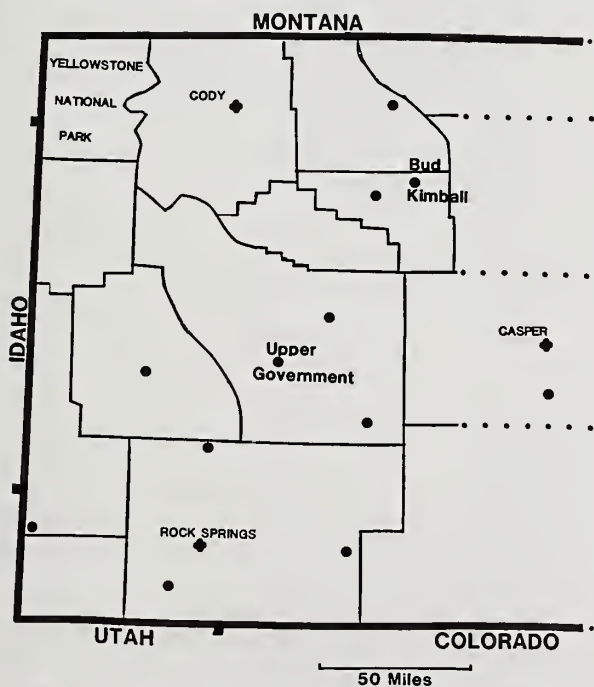 MONTANA
YELLOWSTONE
NATIONAL
PARK
CODY
Bud
Kimball
IDAHO
CASPER
Upper
Government
ROCK SPRINGS
UTAH
COLORADO
50 Miles